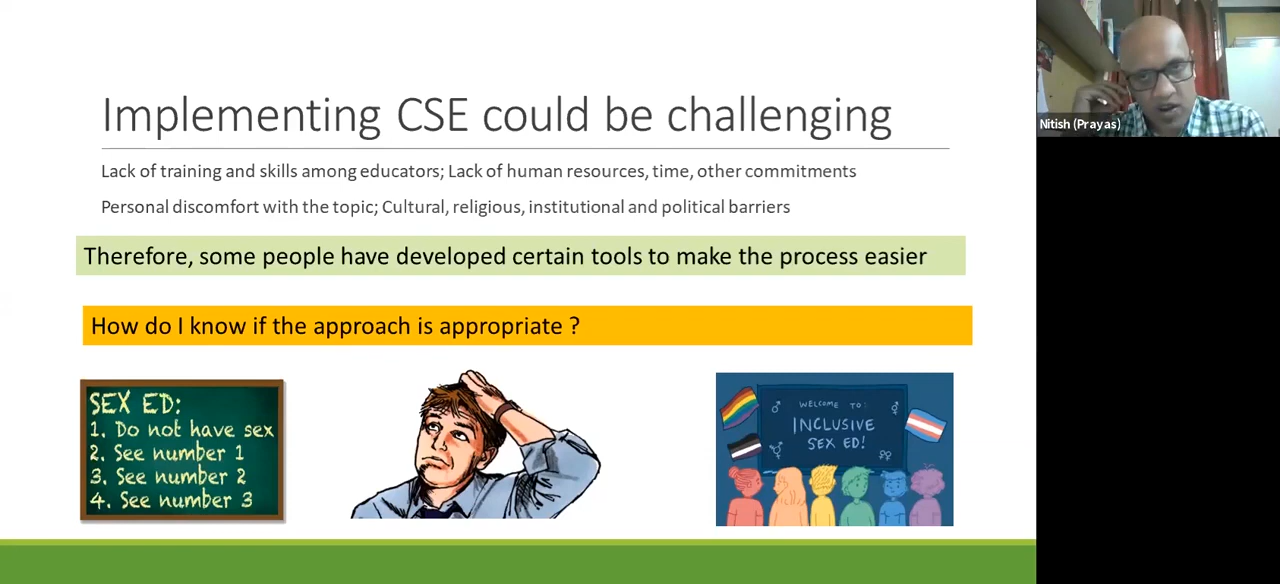 Implementing CSE could be challenging
Lack of training and skills among educators; Lack of human resources, time, other commitments
Personal discomfort with the topic; Cultural, religious, institutional and political barriers
Therefore, some people have developed certain tools to make the process easier
How do I know if the approach is appropriate ?
SEX ED:
1. Do not have sex
2. See number 1
3. See number 2
4. See number 3
WELCOME TO:
INCLUSIVE
SEX ED!
Nitish (Prayas)